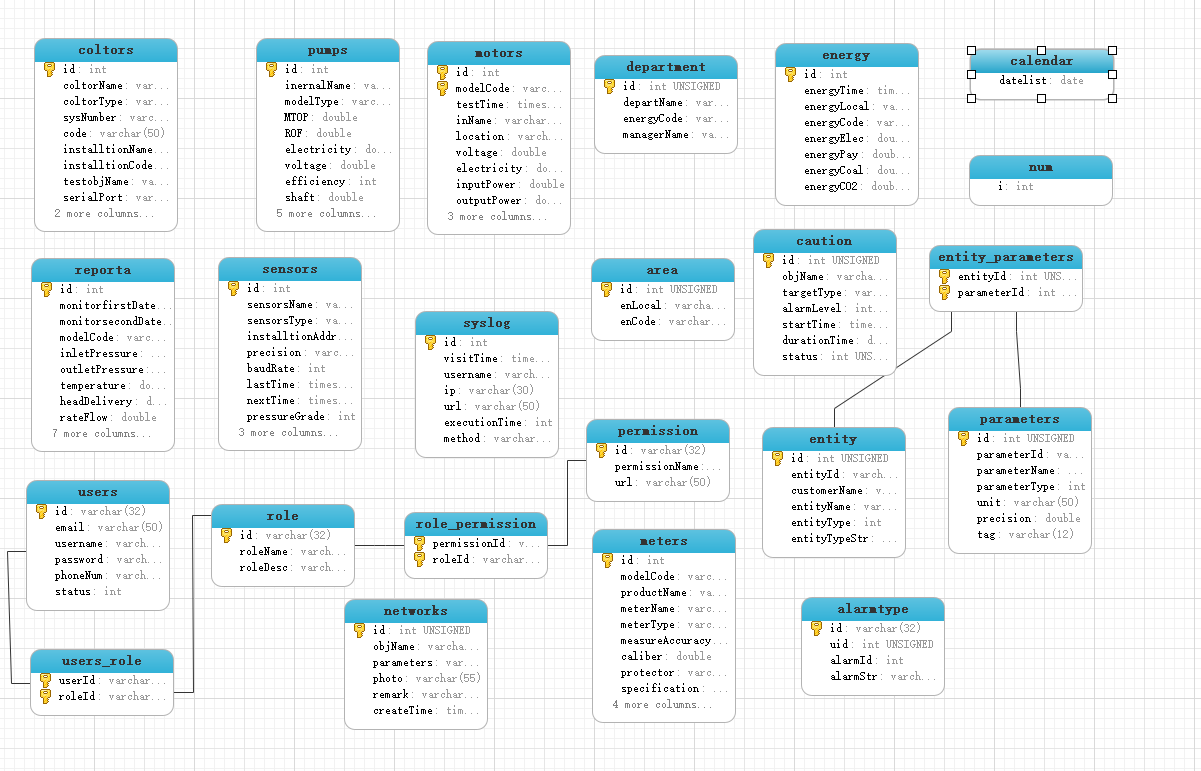 coltors
id: int
coltorName: var...
coltorType: var...
sysNumber: varc...
code: varchar(50)
installtionName...
installtionCode
testobjName: va...
serialPort: var...
2 more columns...
pumps
id: int
inernalName: va...
modelType: varc...
MTOP: double
ROF: double
electricity: do...
voltage: double
efficiency: int
shaft: double
5 more columns...
motors
id: int
modelCode: varc...
testTime: times...
inName: varchar...
location: varch...
voltage: double
electricity: do...
inputPower: double
outputPower: do...
3 more columns...
department
id: int UNSIGNED
departName: var...
energyCode: var...
managerName: va...
energy
id: int
energyTime: tim...
energyLocal: va...
energyCode: var...
energyElec: dou...
energyPay: doub...
energyCoal: dou...
energyCO2: doub...
calendar
datelist: date
num
i: int
reporta
id: int
monitorfirstDate...
monitorsecondDat:...
modelCode: varc...
inletPressure: ...
outletPressure: ...
temperature: do...
headDelivery: d...
rateFlow: double
7 more columns...
sensors
id: int
sensorsName: va...
sensorsType: va...
installtionAddr...
precision: varc...
baudRate: int
lastTime: times...
nextTime: times...
pressureGrade: int
3 more columns...
syslog
id: int
visitTime: time...
username: varch...
ip: varchar(30)
url: varchar(50)
executionTime: int
method: varchar...
area
id: int UNSIGNED
enLocal: varcha...
enCode: varchar...
caution
id: int UNSIGNED
objName: varcha...
targetType: var...
alarmLevel: int...
startTime: time...
durationTime: d...
status: int UNS...
entity_parameters
entityId: int UNS...
parameterId: int ...
permission
id: varchar(32)
permissionName:...
url: varchar(50)
entity
id: int UNSIGNED
entityId: varch...
customerName: v...
entityName: var...
entityType: int
entityTypeStr: ...
parameters
id: int UNSIGNED
parameterId: va...
parameterName: ...
parameterType: int
unit: varchar(50)
precision: double
tag: varchar(12)
users
id: varchar(32)
email: varchar(50)
username: varch...
password: varch...
phoneNum: varch...
status: int
role
id: varchar(32)
roleName: varch...
roleDesc: varch...
role_permission
permissionId: v...
roleId: varchar...
meters
id: int
modelCode: varc...
productName: va...
meterName: varc...
meterType: varc...
measureAccuracy...
caliber: double
protector: varc...
specification: ...
4 more columns...
networks
id: int UNSIGNED
objName: varcha...
parameters: var...
photo: varchar(55)
remark: varchar...
createTime: tim...
alarmtype
id: varchar(32)
uid: int UNSIGNED
alarmId: int
alarmStr: varch...
users_role
userId: varchar...
roleId: varchar...